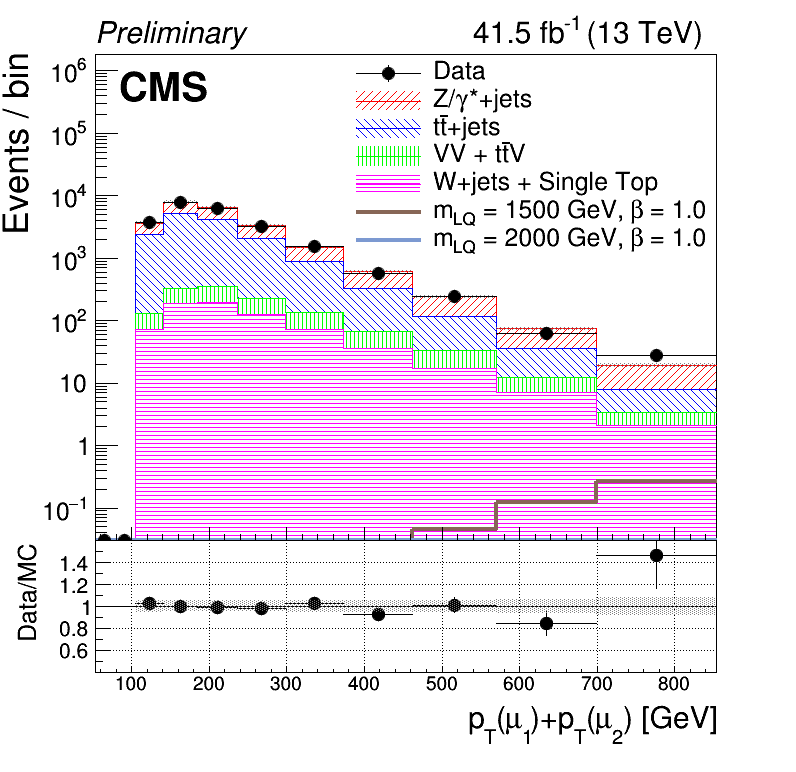 Preliminary 41.5 fb⁻¹ (13 TeV)
CMS
Data
Z/γ*+jets
tt̄+jets
VV + tt̄V
W+jets + Single Top
m_LQ = 1500 GeV, β = 1.0
m_LQ = 2000 GeV, β = 1.0
Events / bin
10⁶
10⁵
10⁴
10³
10²
10
1
10⁻¹
Data/MC
1.4
1.2
1
0.8
0.6
100 200 300 400 500 600 700 800
p_T(μ₁)+p_T(μ₂) [GeV]